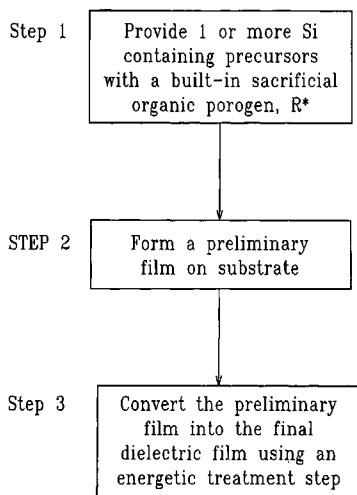 Step 1
Provide 1 or more Si
containing precursors
with a built-in sacrificial
organic porogen, R*
STEP 2
Form a preliminary
film on substrate
Step 3
Convert the preliminary
film into the final
dielectric film using an
energetic treatment step